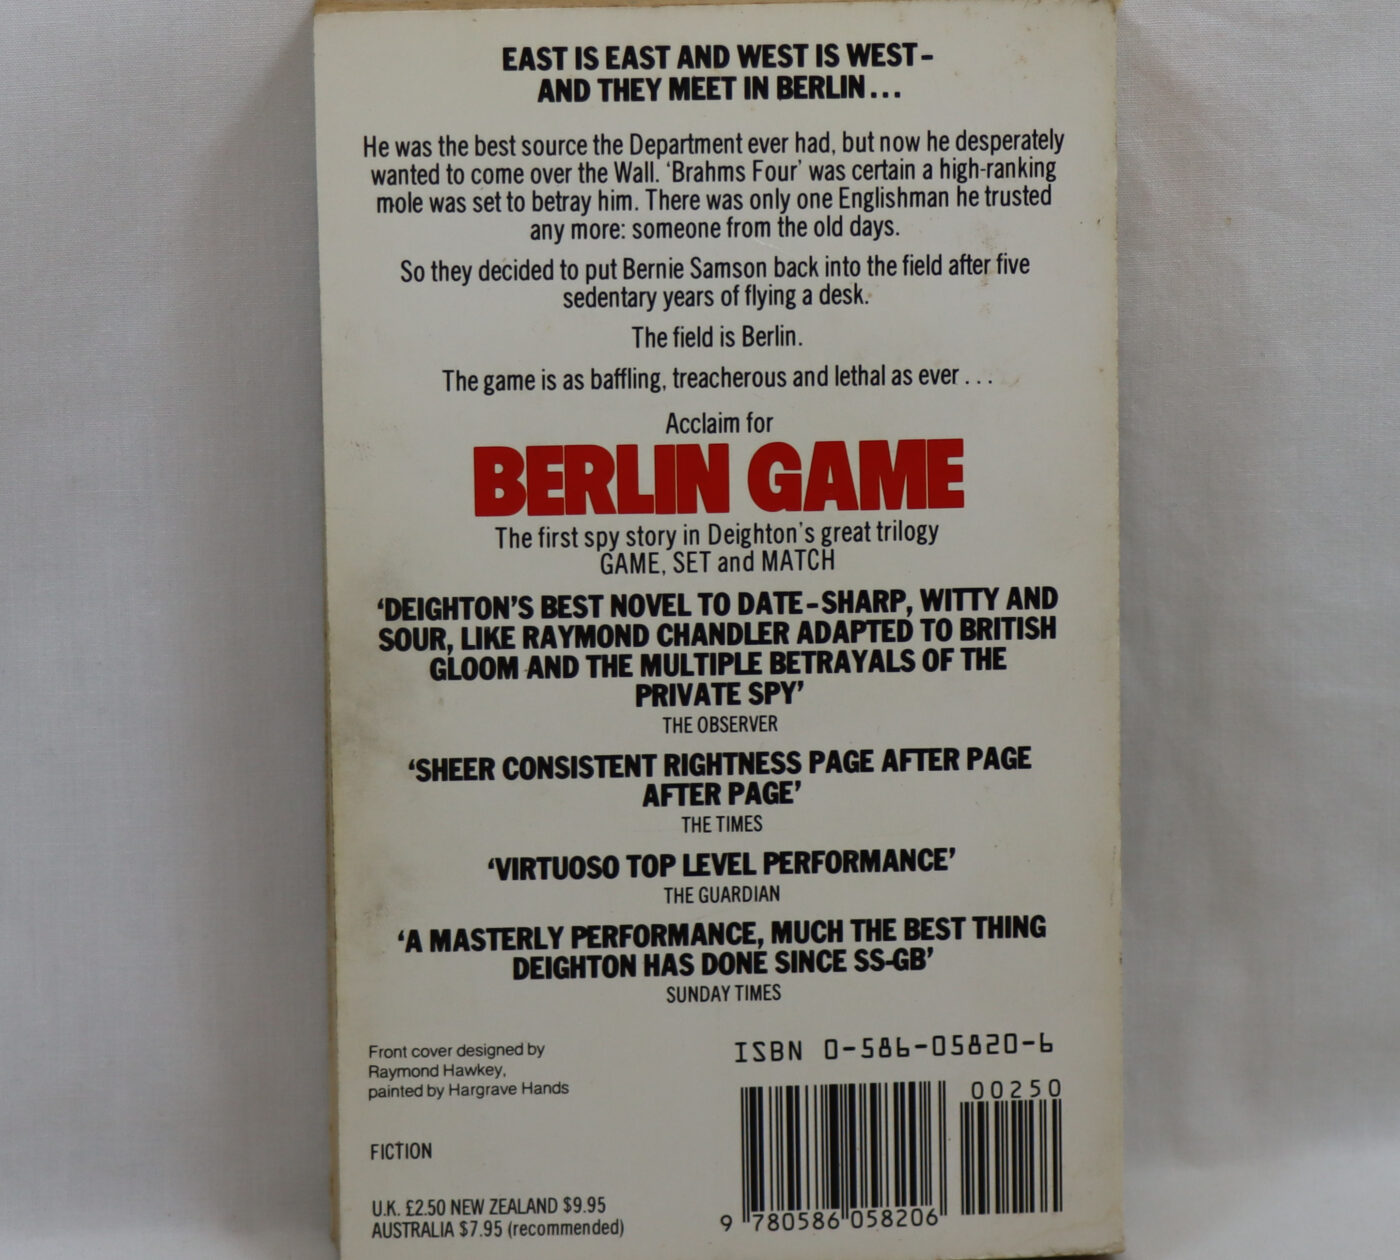 EAST IS EAST AND WEST IS WEST–
AND THEY MEET IN BERLIN...
He was the best source the Department ever had, but now he desperately
wanted to come over the Wall. 'Brahms Four' was certain a high-ranking
mole was set to betray him. There was only one Englishman he trusted
any more: someone from the old days.
So they decided to put Bernie Samson back into the field after five
sedentary years of flying a desk.
The field is Berlin.
The game is as baffling, treacherous and lethal as ever...
Acclaim for
BERLIN GAME
The first spy story in Deighton's great trilogy
GAME, SET and MATCH
'DEIGHTON'S BEST NOVEL TO DATE–SHARP, WITTY AND
SOUR, LIKE RAYMOND CHANDLER ADAPTED TO BRITISH
GLOOM AND THE MULTIPLE BETRAYALS OF THE
PRIVATE SPY'
THE OBSERVER
'SHEER CONSISTENT RIGHTNESS PAGE AFTER PAGE
AFTER PAGE'
THE TIMES
'VIRTUOSO TOP LEVEL PERFORMANCE'
THE GUARDIAN
'A MASTERLY PERFORMANCE, MUCH THE BEST THING
DEIGHTON HAS DONE SINCE SS-GB'
SUNDAY TIMES
Front cover designed by
Raymond Hawkey,
painted by Hargrave Hands
FICTION
U.K. £2.50 NEW ZEALAND $9.95
AUSTRALIA $7.95 (recommended)
ISBN 0-586-05820-6
00250
9 780586 058206